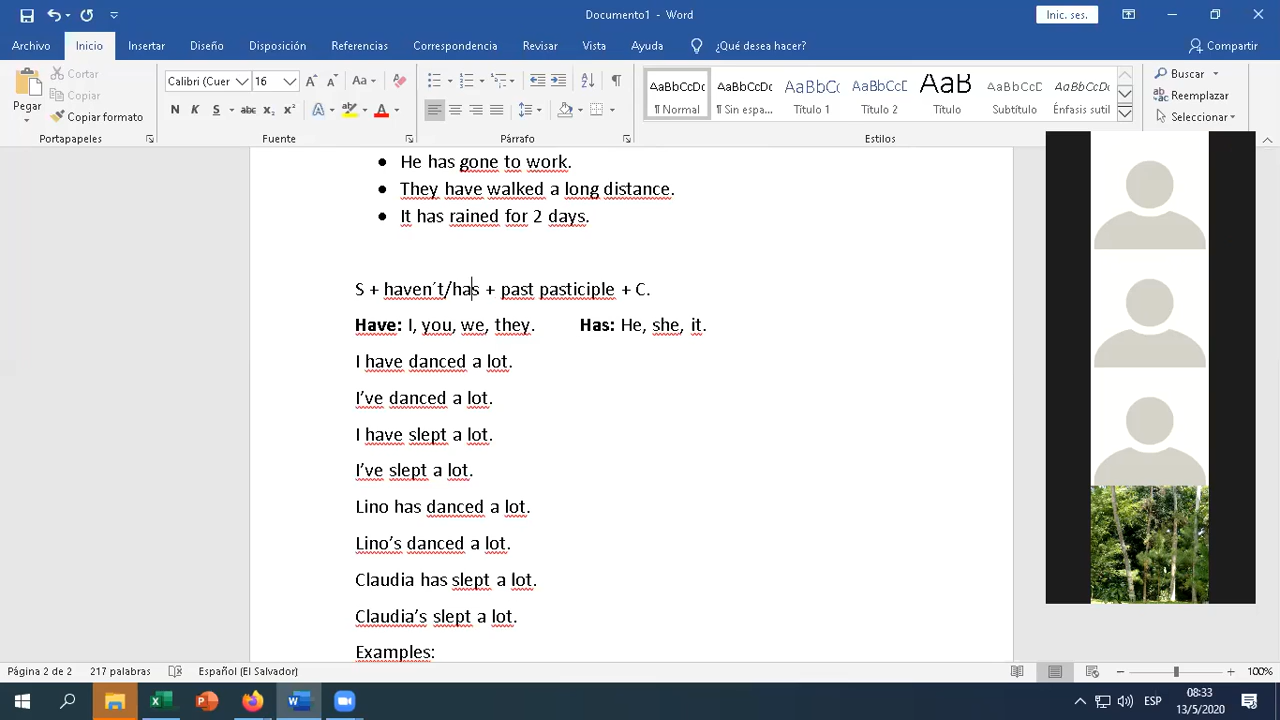 Documento1 - Word
Inic. ses.
Archivo Inicio Insertar Diseño Disposición Referencias Correspondencia Revisar Vista Ayuda ¿Qué desea hacer? Compartir
Pegar
Cortar
Copiar
Copiar formato
Portapapeles
Calibri (Cuer 16
N K S abc x₂ x²
Fuente
Párrafo
AaBbCcDc AaBbCcDc AaBbCc AaBbCcD AaB AaBbCcD AaBbCcDc
¶ Normal ¶ Sin espa... Título 1 Título 2 Título Subtítulo Énfasis sutil
Estilos
Buscar
Reemplazar
Seleccionar
He has gone to work.
They have walked a long distance.
It has rained for 2 days.
S + haven´t/has + past pasticiple + C.
Have: I, you, we, they. Has: He, she, it.
I have danced a lot.
I’ve danced a lot.
I have slept a lot.
I’ve slept a lot.
Lino has danced a lot.
Lino’s danced a lot.
Claudia has slept a lot.
Claudia’s slept a lot.
Examples:
Página 2 de 2 217 palabras Español (El Salvador) 100%
ESP
08:33
13/5/2020